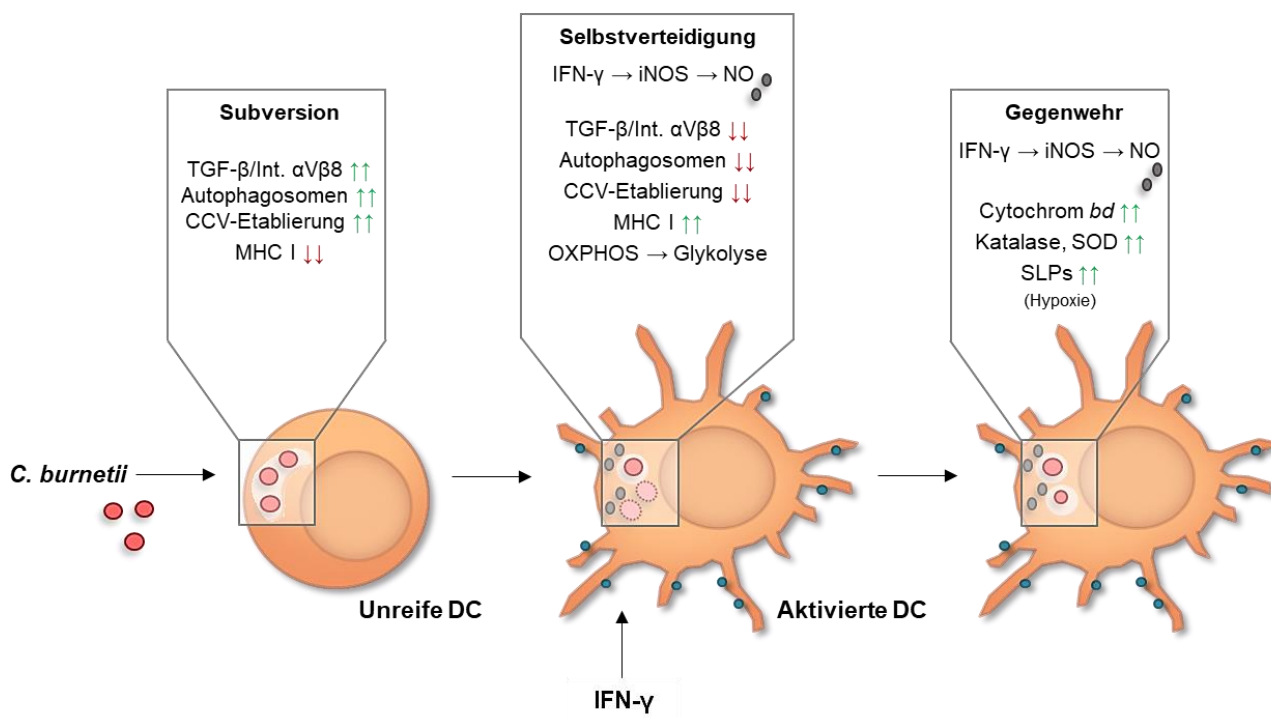 Subversion
TGF-β/Int. αVβ8 ↑↑
Autophagosomen ↑↑
CCV-Etablierung ↑↑
MHC I ↓↓
Selbstverteidigung
IFN-γ → iNOS → NO
TGF-β/Int. αVβ8 ↓↓
Autophagosomen ↓↓
CCV-Etablierung ↓↓
MHC I ↑↑
OXPHOS → Glykolyse
Gegenwehr
IFN-γ → iNOS → NO
Cytochrom bd ↑↑
Katalase, SOD ↑↑
SLPs ↑↑
(Hypoxie)
C. burnetii
Unreife DC
Aktivierte DC
IFN-γ